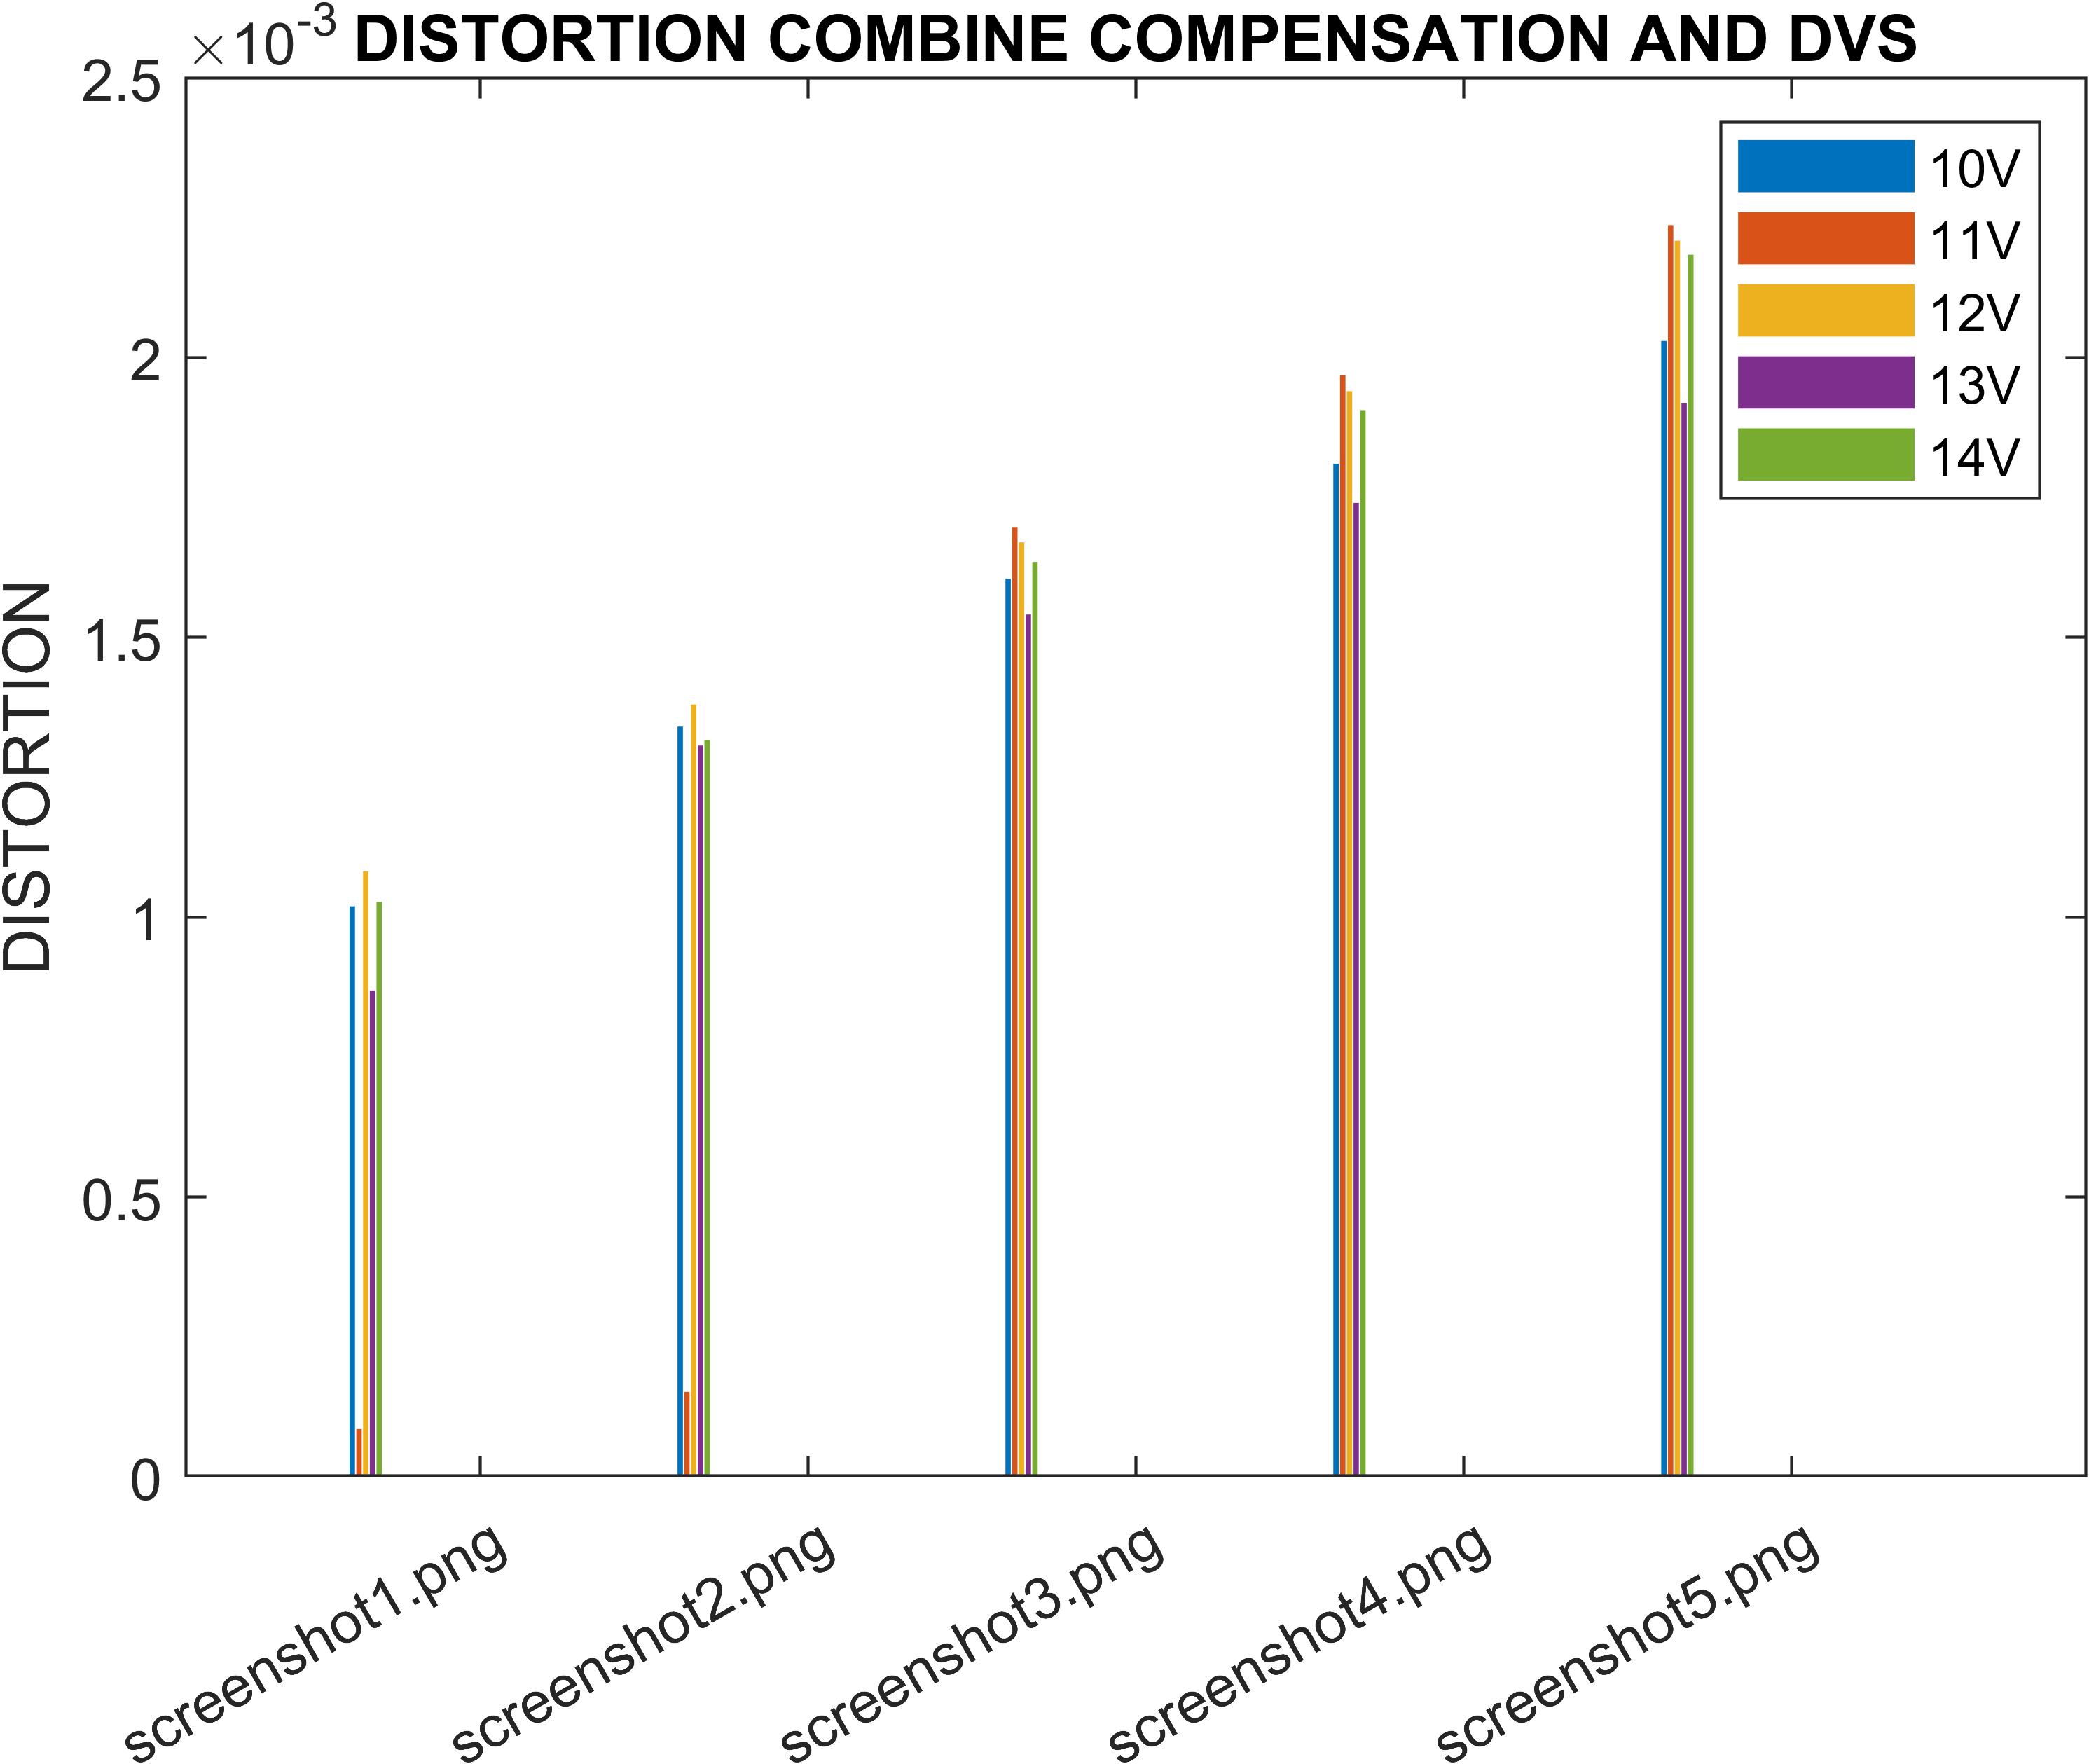 ×10-3 DISTORTION COMBINE COMPENSATION AND DVS
2.5
2
1.5
1
0.5
0
DISTORTION
10V
11V
12V
13V
14V
screenshot1.png
screenshot2.png
screenshot3.png
screenshot4.png
screenshot5.png